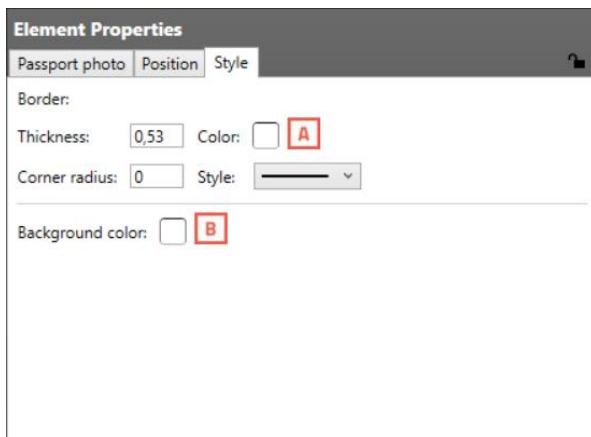 Element Properties
Passport photo Position Style
Border:
Thickness: 0,53 Color: A
Corner radius: 0 Style:
Background color: B